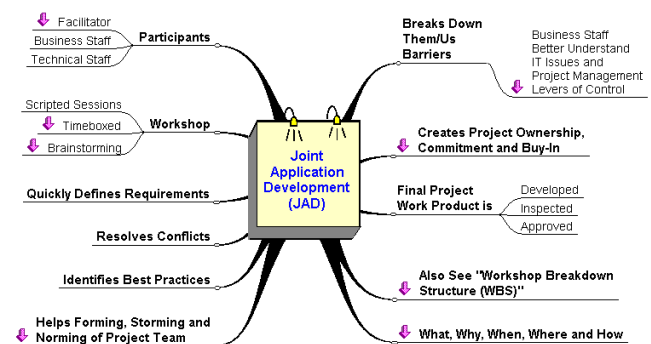 Facilitator
Business Staff
Technical Staff
Participants
Scripted Sessions
Timeboxed
Brainstorming
Workshop
Quickly Defines Requirements
Resolves Conflicts
Identifies Best Practices
Helps Forming, Storming and
Norming of Project Team
Joint
Application
Development
(JAD)
Breaks Down
Them/Us
Barriers
Business Staff
Better Understand
IT Issues and
Project Management
Levers of Control
Creates Project Ownership,
Commitment and Buy-In
Final Project
Work Product is
Developed
Inspected
Approved
Also See "Workshop Breakdown
Structure (WBS)"
What, Why, When, Where and How